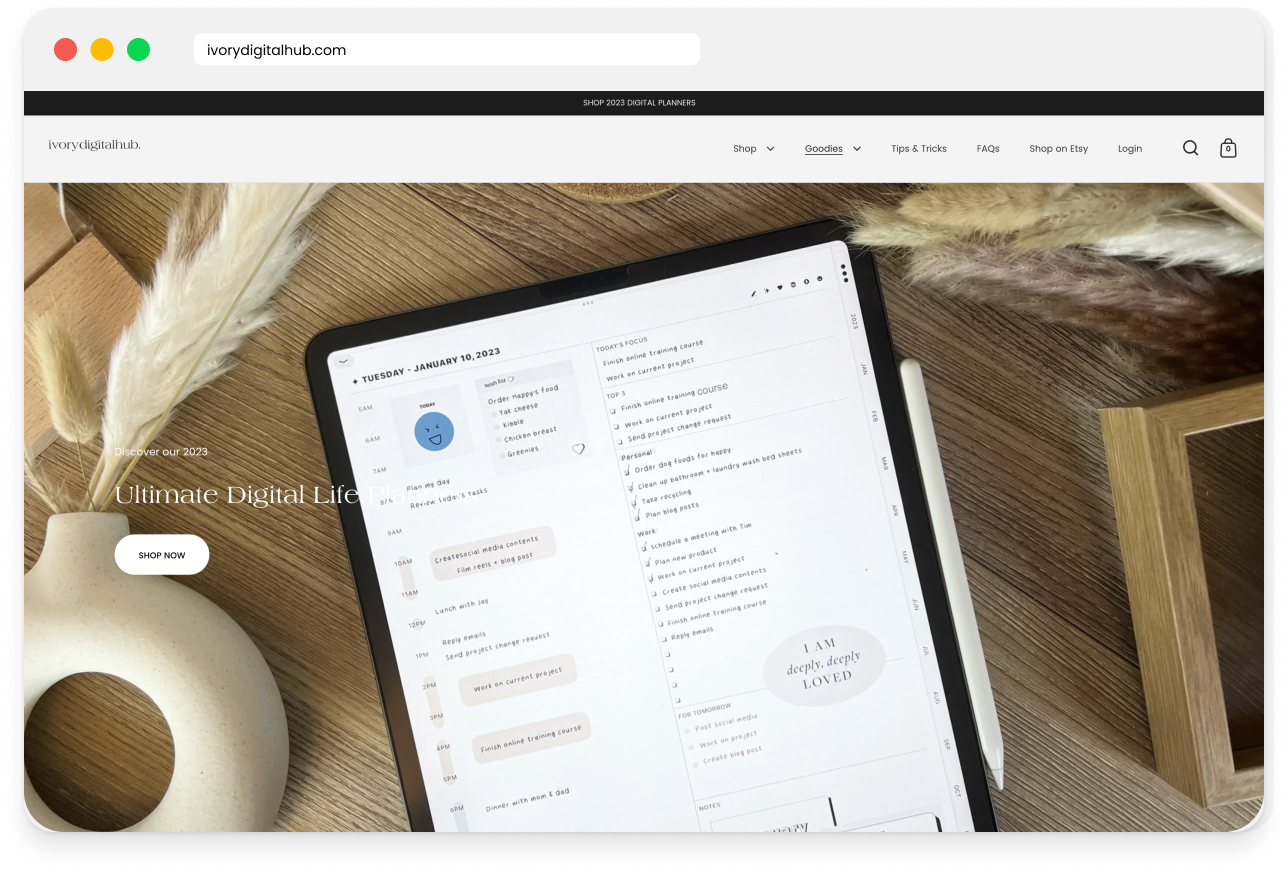 ivorydigitalhub.com
SHOP 2023 DIGITAL PLANNERS
ivorydigitalhub.
Shop
Goodies
Tips & Tricks
FAQs
Shop on Etsy
Login
0
Discover our 2023
Ultimate Digital Life
SHOP NOW
✦ TUESDAY - JANUARY 10, 2023
5AM
6AM
7AM
9AM
10AM
11AM
12PM
1PM
2PM
3PM
4PM
5PM
6PM
TODAY
Wish list
Order Happy's food
Yak cheese
Kibble
Chicken breast
Greenies
Plan my day
Review today's tasks
Createsocial media contents
Film reels + blog post
Lunch with Jay
Reply emails
Send project change request
Work on current project
Finish online training course
Dinner with mom & dad
TODAY'S FOCUS
Finish online training course
Work on current project
TOP 3
Finish online training course
Work on current project
Send project change request
Personal
Order dog foods for happy
Clean up bathroom + laundry wash bed sheets
Take recycling
Plan blog posts
Work
schedule a meeting with Tim
Plan new product
Work on current project
Create social media contents
Send project change request
Finish online training course
Reply emails
I AM
deeply, deeply
LOVED
FOR TOMORROW
Post social media
Work on project
Create blog post
NOTES
2023
JAN
FEB
MAR
APR
MAY
JUN
JUL
AUG
SEP
OCT